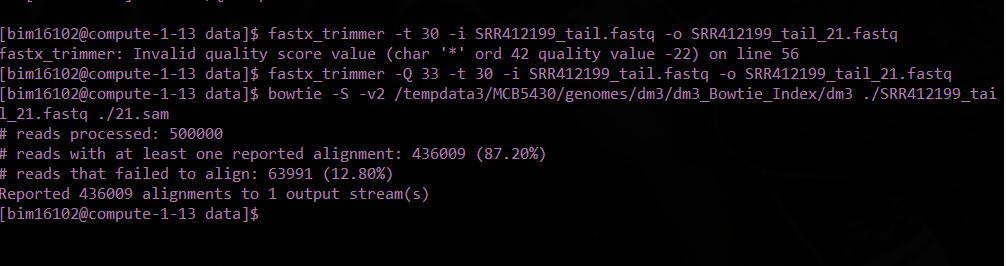 [bim16102@compute-1-13 data]$ fastx_trimmer -t 30 -i SRR412199_tail.fastq -o SRR412199_tail_21.fastq
fastx_trimmer: Invalid quality score value (char '*' ord 42 quality value -22) on line 56
[bim16102@compute-1-13 data]$ fastx_trimmer -Q 33 -t 30 -i SRR412199_tail.fastq -o SRR412199_tail_21.fastq
[bim16102@compute-1-13 data]$ bowtie -S -v2 /tempdata3/MCB5430/genomes/dm3/dm3_Bowtie_Index/dm3 ./SRR412199_tai
l_21.fastq ./21.sam
# reads processed: 500000
# reads with at least one reported alignment: 436009 (87.20%)
# reads that failed to align: 63991 (12.80%)
Reported 436009 alignments to 1 output stream(s)
[bim16102@compute-1-13 data]$